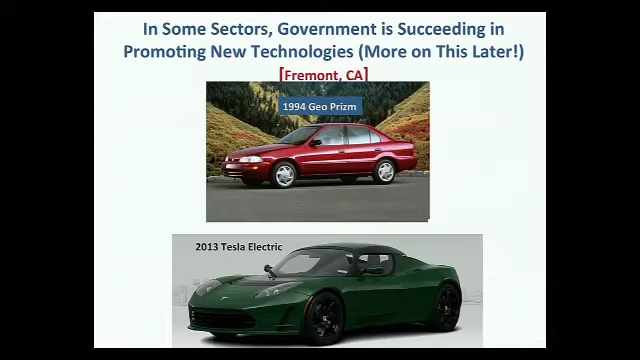 In Some Sectors, Government is Succeeding in
Promoting New Technologies (More on This Later!)
[Fremont, CA]
1994 Geo Prizm
2013 Tesla Electric